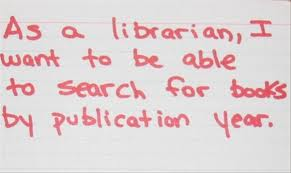 As a librarian, I
want to be able
to search for books
by publication year.